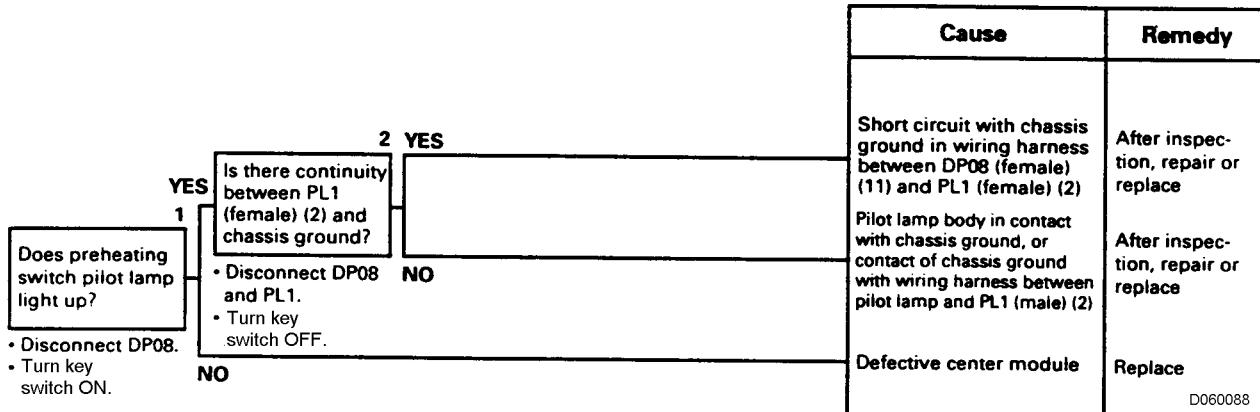 Cause
Remedy
2 YES
Short circuit with chassis
ground in wiring harness
between DP08 (female)
(11) and PL1 (female) (2)
After inspec-
tion, repair or
replace
YES
1
Is there continuity
between PL1
(female) (2) and
chassis ground?
• Disconnect DP08
and PL1.
• Turn key
switch OFF.
NO
Pilot lamp body in contact
with chassis ground, or
contact of chassis ground
with wiring harness between
pilot lamp and PL1 (male) (2)
After inspec-
tion, repair or
replace
Does preheating
switch pilot lamp
light up?
• Disconnect DP08.
• Turn key
switch ON.
NO
Defective center module
Replace
D060088